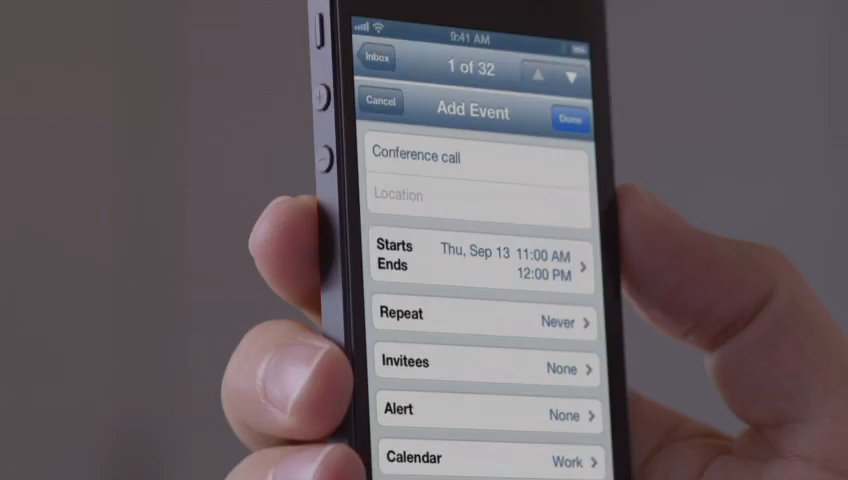 9:41 AM
Inbox
1 of 32
Cancel
Add Event
Done
Conference call
Location
Starts Thu, Sep 13 11:00 AM
Ends 12:00 PM
Repeat Never
Invitees None
Alert None
Calendar Work